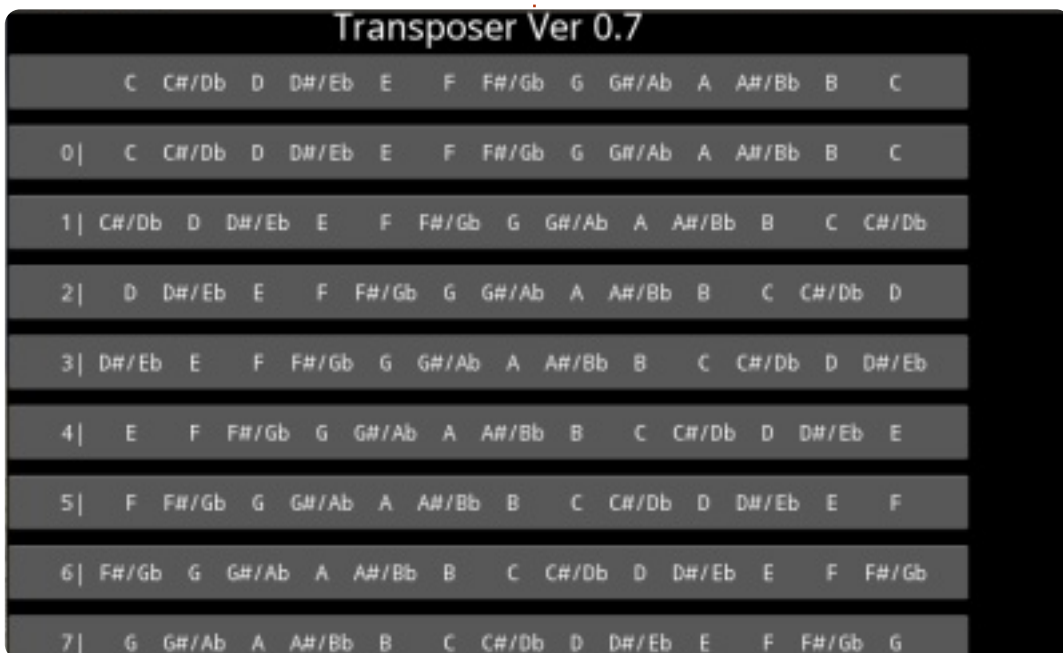 Transposer Ver 0.7
C C#/Db D D#/Eb E F F#/Gb G G#/Ab A A#/Bb B C
0| C C#/Db D D#/Eb E F F#/Gb G G#/Ab A A#/Bb B C
1| C#/Db D D#/Eb E F F#/Gb G G#/Ab A A#/Bb B C C#/Db
2| D D#/Eb E F F#/Gb G G#/Ab A A#/Bb B C C#/Db D
3| D#/Eb E F F#/Gb G G#/Ab A A#/Bb B C C#/Db D D#/Eb
4| E F F#/Gb G G#/Ab A A#/Bb B C C#/Db D D#/Eb E
5| F F#/Gb G G#/Ab A A#/Bb B C C#/Db D D#/Eb E F
6| F#/Gb G G#/Ab A A#/Bb B C C#/Db D D#/Eb E F F#/Gb
7| G G#/Ab A A#/Bb B C C#/Db D D#/Eb E F F#/Gb G